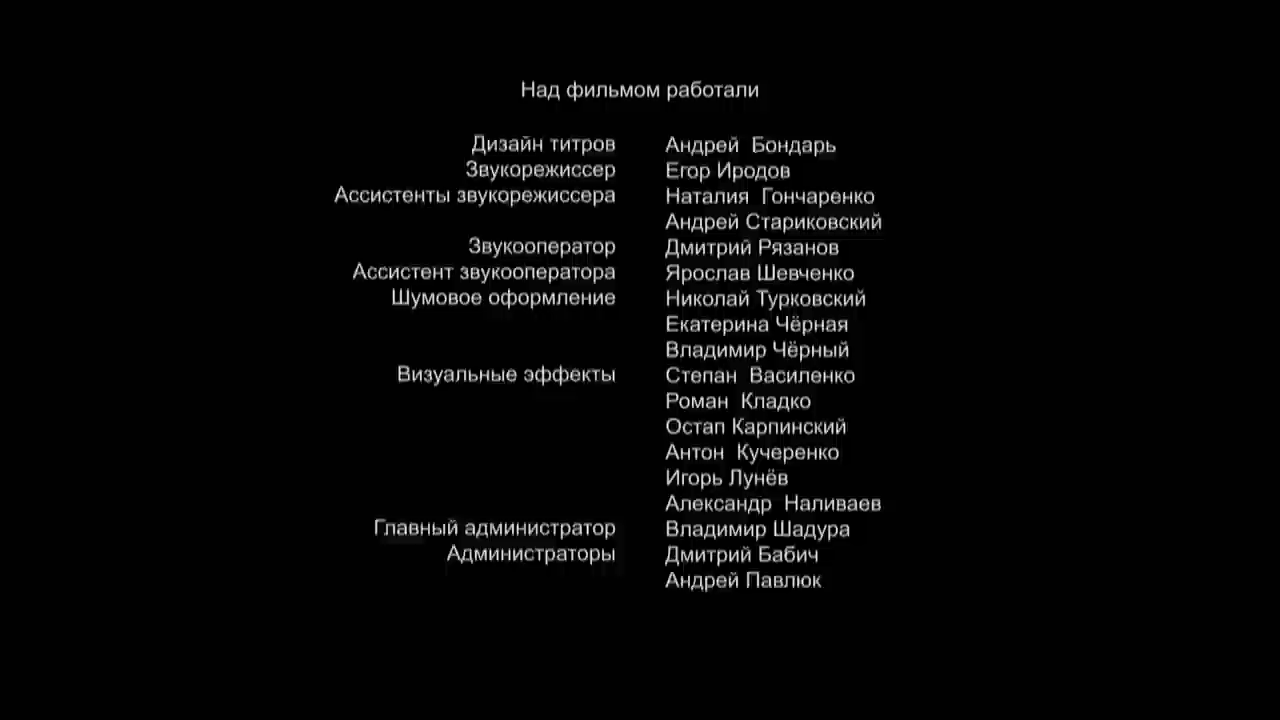 Над фильмом работали
Дизайн титров Андрей Бондарь
Звукорежиссер Егор Иродов
Ассистенты звукорежиссера Наталия Гончаренко
Андрей Стариковский
Звукооператор Дмитрий Рязанов
Ассистент звукооператора Ярослав Шевченко
Шумовое оформление Николай Турковский
Екатерина Чёрная
Владимир Чёрный
Визуальные эффекты Степан Василенко
Роман Кладко
Остап Карпинский
Антон Кучеренко
Игорь Лунёв
Александр Наливаев
Главный администратор Владимир Шадура
Администраторы Дмитрий Бабич
Андрей Павлюк